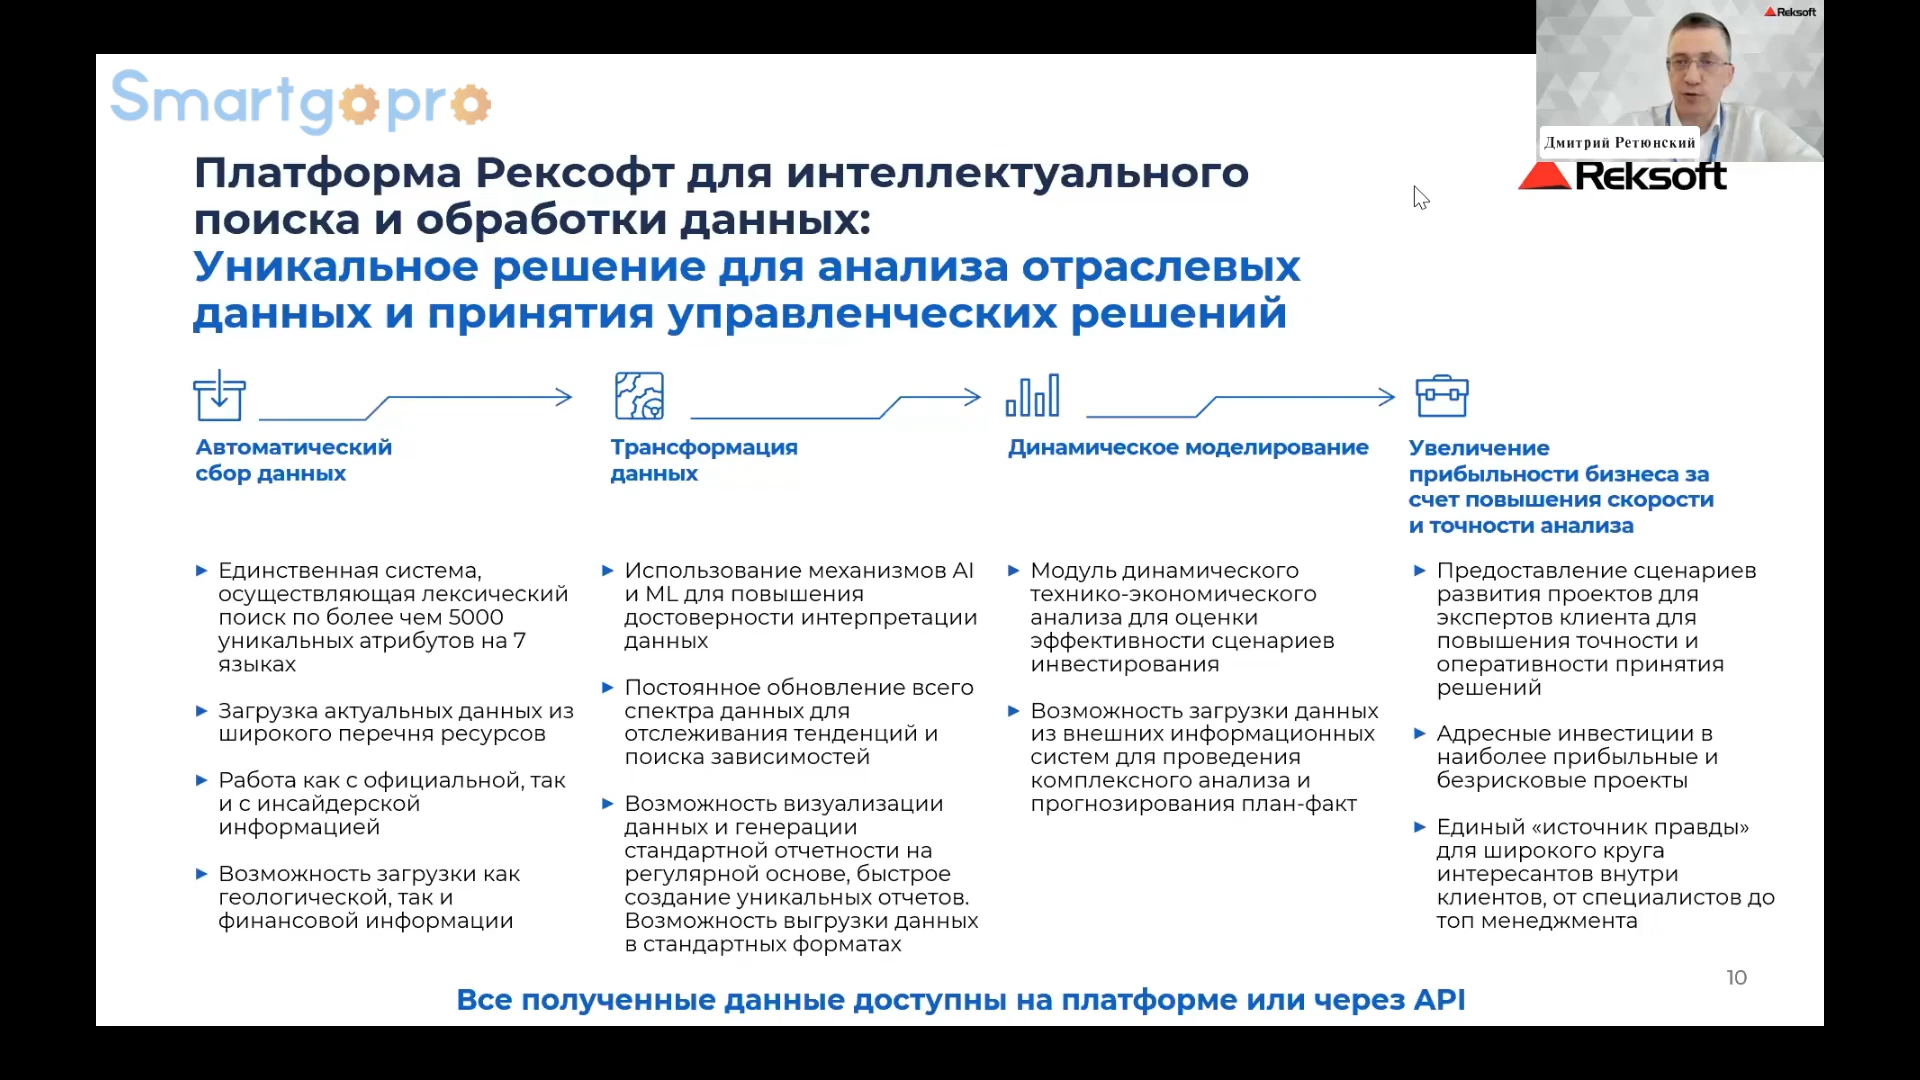 Smartgopro
Reksoft
Дмитрий Ретюнский
Reksoft
Платформа Рексофт для интеллектуального
поиска и обработки данных:
Уникальное решение для анализа отраслевых
данных и принятия управленческих решений
Автоматический
сбор данных
Единственная система,
осуществляющая лексический
поиск по более чем 5000
уникальных атрибутов на 7
языках
Загрузка актуальных данных из
широкого перечня ресурсов
Работа как с официальной, так
и с инсайдерской
информацией
Возможность загрузки как
геологической, так и
финансовой информации
Трансформация
данных
Использование механизмов AI
и ML для повышения
достоверности интерпретации
данных
Постоянное обновление всего
спектра данных для
отслеживания тенденций и
поиска зависимостей
Возможность визуализации
данных и генерации
стандартной отчетности на
регулярной основе, быстрое
создание уникальных отчетов.
Возможность выгрузки данных
в стандартных форматах
Динамическое моделирование
Модуль динамического
технико-экономического
анализа для оценки
эффективности сценариев
инвестирования
Возможность загрузки данных
из внешних информационных
систем для проведения
комплексного анализа и
прогнозирования план-факт
Увеличение
прибыльности бизнеса за
счет повышения скорости
и точности анализа
Предоставление сценариев
развития проектов для
экспертов клиента для
повышения точности и
оперативности принятия
решений
Адресные инвестиции в
наиболее прибыльные и
безрисковые проекты
Единый «источник правды»
для широкого круга
интересантов внутри
клиентов, от специалистов до
топ менеджмента
10
Все полученные данные доступны на платформе или через API